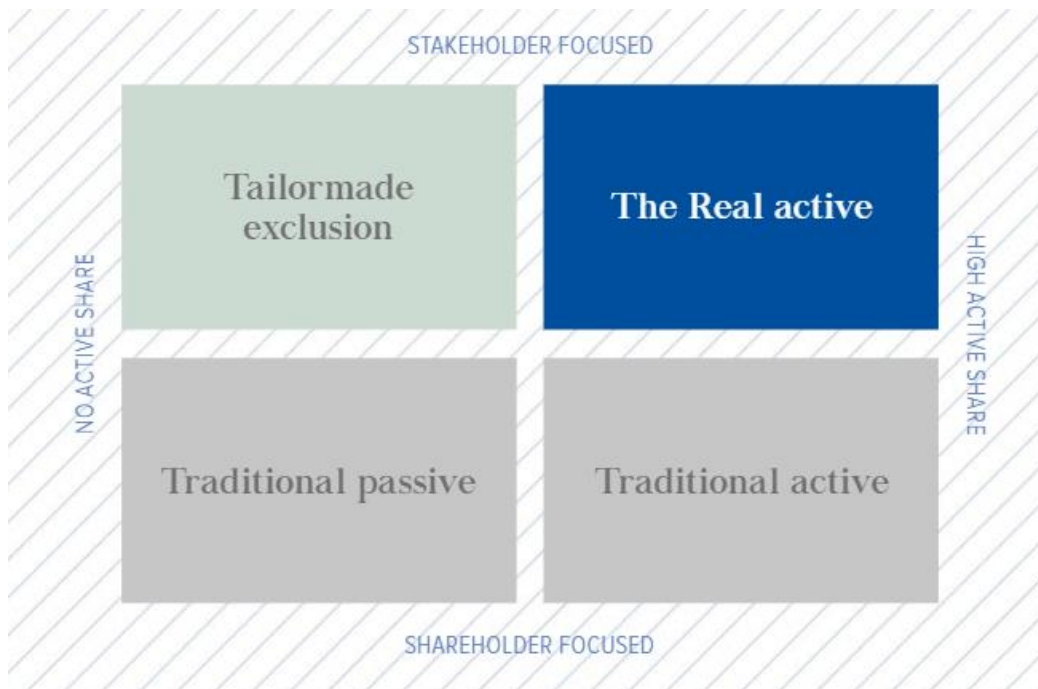 STAKEHOLDER FOCUSED
Tailormade
exclusion
The Real active
NO ACTIVE SHARE
HIGH ACTIVE SHARE
Traditional passive
Traditional active
SHAREHOLDER FOCUSED